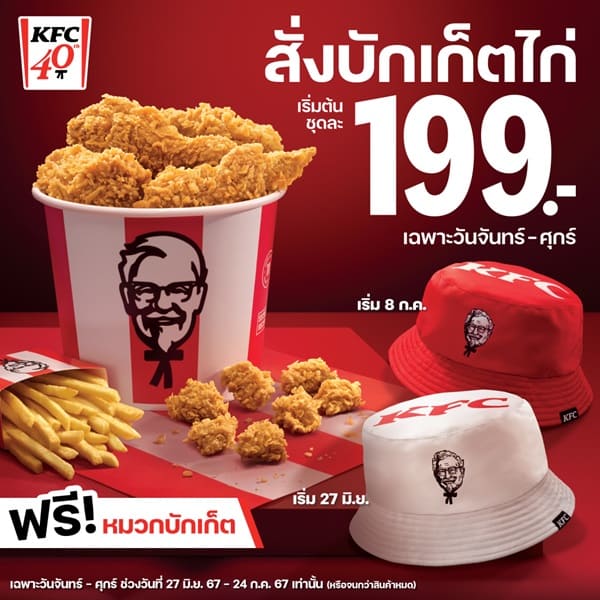 KFC
40th
ปี
สั่งบักเก็ตไก่
เริ่มต้น
ชุดละ
199.-
เฉพาะวันจันทร์ - ศุกร์
เริ่ม 8 ก.ค.
KFC
KFC
เริ่ม 27 มิ.ย.
KFC
KFC
ฟรี! หมวกบักเก็ต
เฉพาะวันจันทร์ - ศุกร์ ช่วงวันที่ 27 มิ.ย. 67 - 24 ก.ค. 67 เท่านั้น (หรือจนกว่าสินค้าหมด)